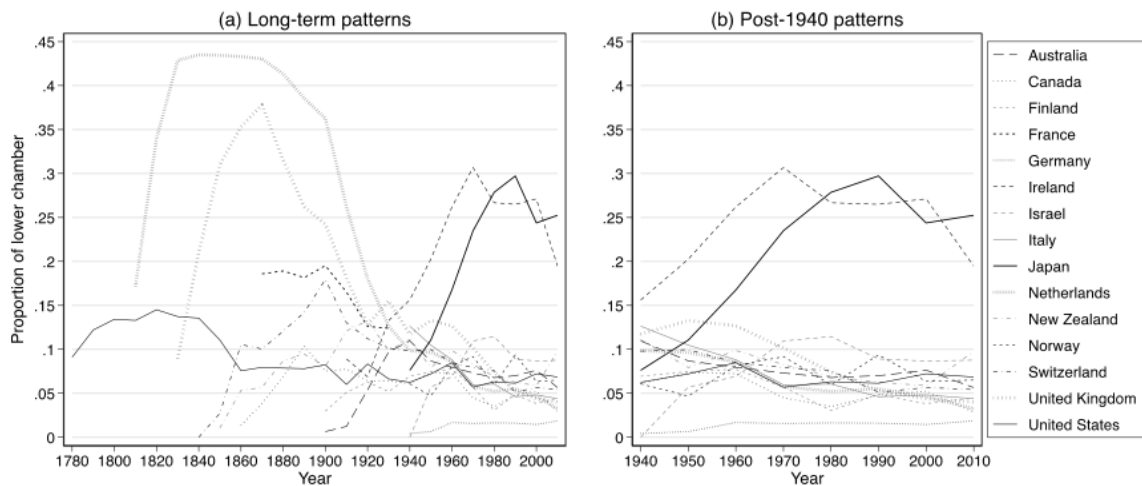 (a) Long-term patterns
(b) Post-1940 patterns
Proportion of lower chamber
.45
.4
.35
.3
.25
.2
.15
.1
.05
0
1780 1800 1820 1840 1860 1880 1900 1920 1940 1960 1980 2000
Year
.45
.4
.35
.3
.25
.2
.15
.1
.05
0
1940 1950 1960 1970 1980 1990 2000 2010
Year
Australia
Canada
Finland
France
Germany
Ireland
Israel
Italy
Japan
Netherlands
New Zealand
Norway
Switzerland
United Kingdom
United States